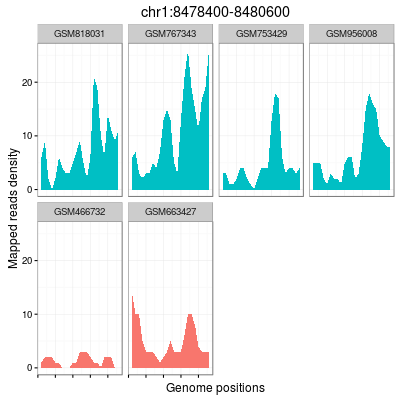 chr1:8478400-8480600
GSM818031 GSM767343 GSM753429 GSM956008
20
10
0
GSM466732 GSM663427
20
10
0
Mapped reads density
Genome positions